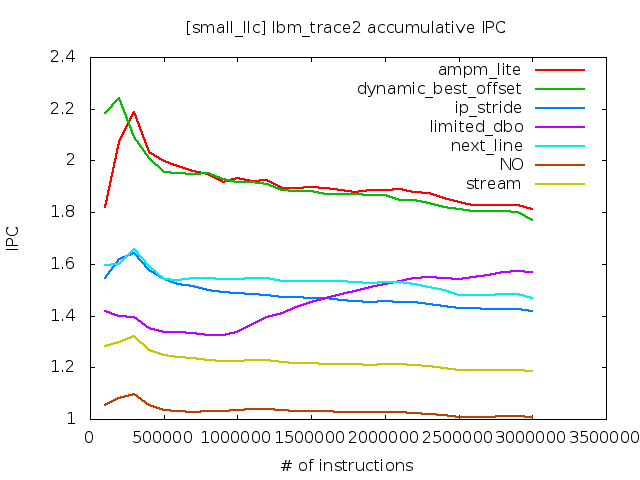 [small_llc] lbm_trace2 accumulative IPC
2.4
2.2
2
1.8
1.6
1.4
1.2
1
IPC
ampm_lite
dynamic_best_offset
ip_stride
limited_dbo
next_line
NO
stream
0 500000 1000000 1500000 2000000 2500000 3000000 3500000
# of instructions